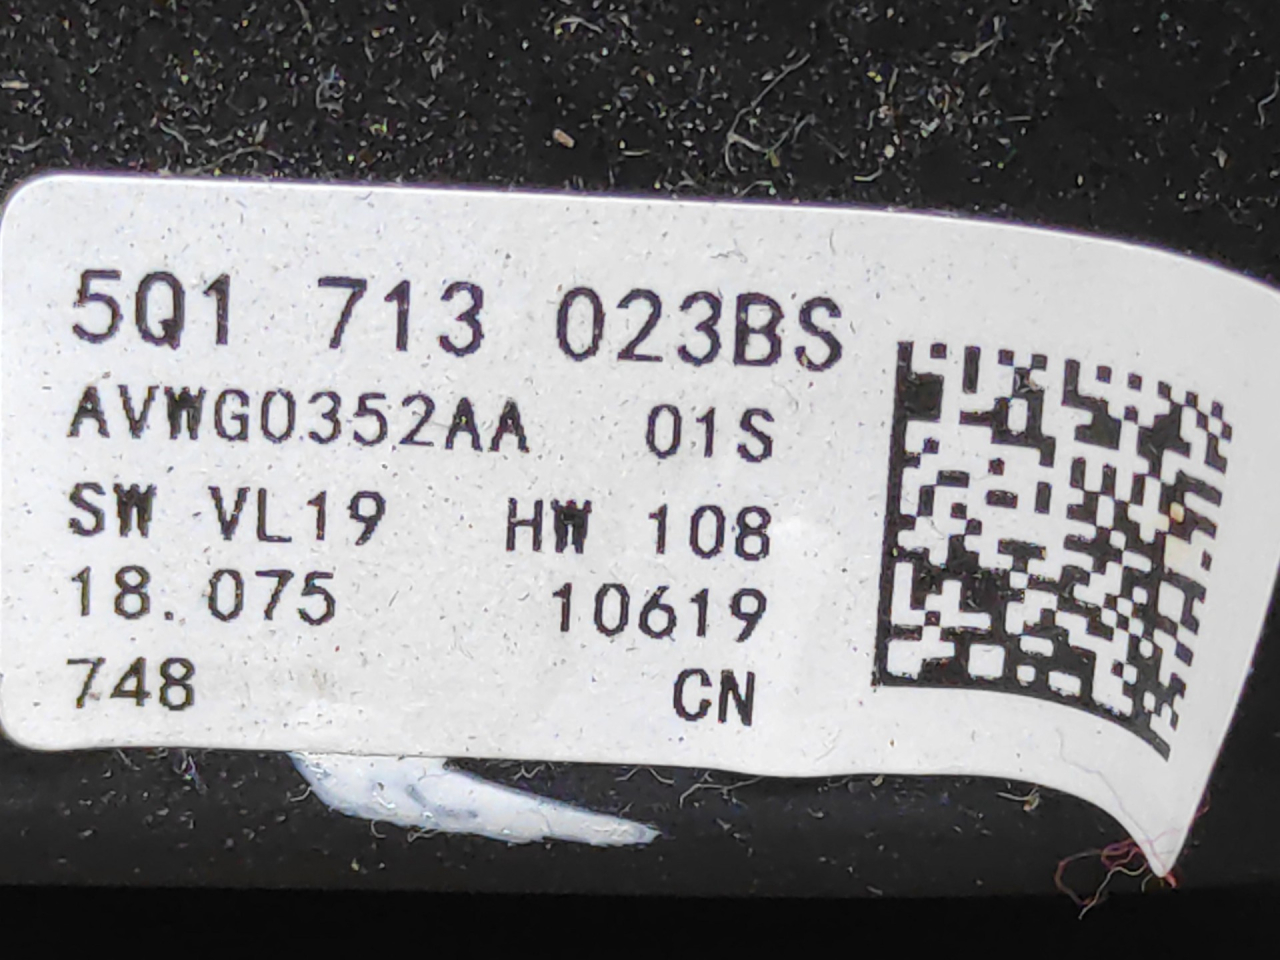 5Q1 713 023BS
AVWG0352AA 01S
SW VL19 HW 108
18.075 10619
748 CN